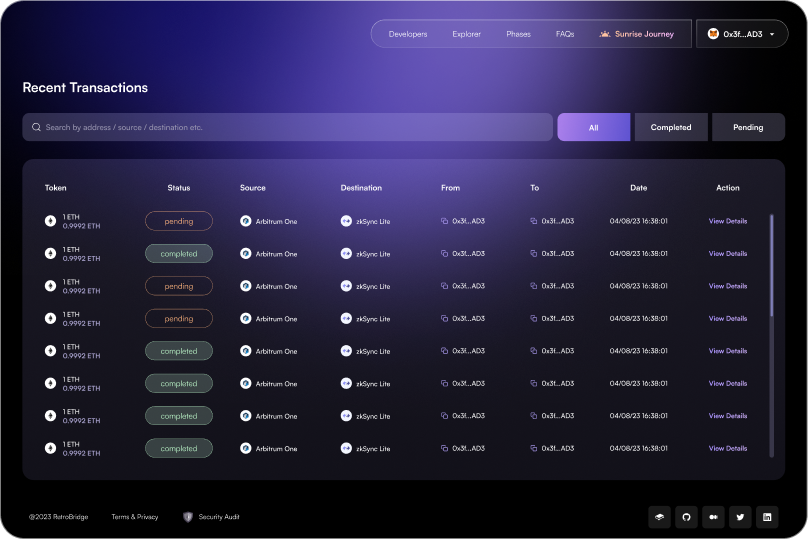 Developers Explorer Phases FAQs Sunrise Journey 0x3f...AD3
Recent Transactions
Search by address / source / destination etc. All Completed Pending
Token Status Source Destination From To Date Action
1 ETH
0.9992 ETH pending Arbitrum One zkSync Lite 0x3f...AD3 0x3f...AD3 04/08/23 16:38:01 View Details
1 ETH
0.9992 ETH completed Arbitrum One zkSync Lite 0x3f...AD3 0x3f...AD3 04/08/23 16:38:01 View Details
1 ETH
0.9992 ETH pending Arbitrum One zkSync Lite 0x3f...AD3 0x3f...AD3 04/08/23 16:38:01 View Details
1 ETH
0.9992 ETH pending Arbitrum One zkSync Lite 0x3f...AD3 0x3f...AD3 04/08/23 16:38:01 View Details
1 ETH
0.9992 ETH completed Arbitrum One zkSync Lite 0x3f...AD3 0x3f...AD3 04/08/23 16:38:01 View Details
1 ETH
0.9992 ETH completed Arbitrum One zkSync Lite 0x3f...AD3 0x3f...AD3 04/08/23 16:38:01 View Details
1 ETH
0.9992 ETH completed Arbitrum One zkSync Lite 0x3f...AD3 0x3f...AD3 04/08/23 16:38:01 View Details
1 ETH
0.9992 ETH completed Arbitrum One zkSync Lite 0x3f...AD3 0x3f...AD3 04/08/23 16:38:01 View Details
@2023 RetroBridge Terms & Privacy Security Audit